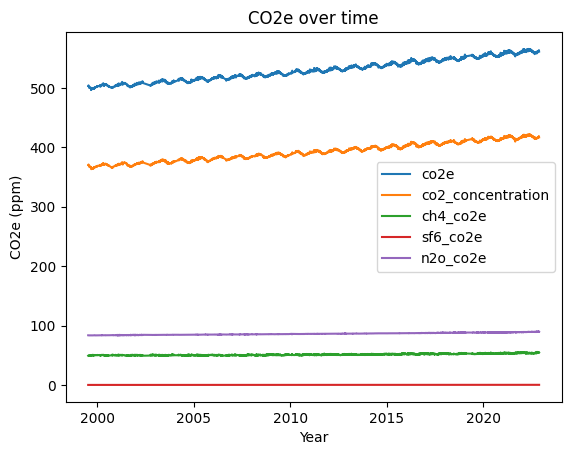 CO2e over time
CO2e (ppm)
500
400
300
200
100
0
co2e
co2_concentration
ch4_co2e
sf6_co2e
n2o_co2e
2000 2005 2010 2015 2020
Year